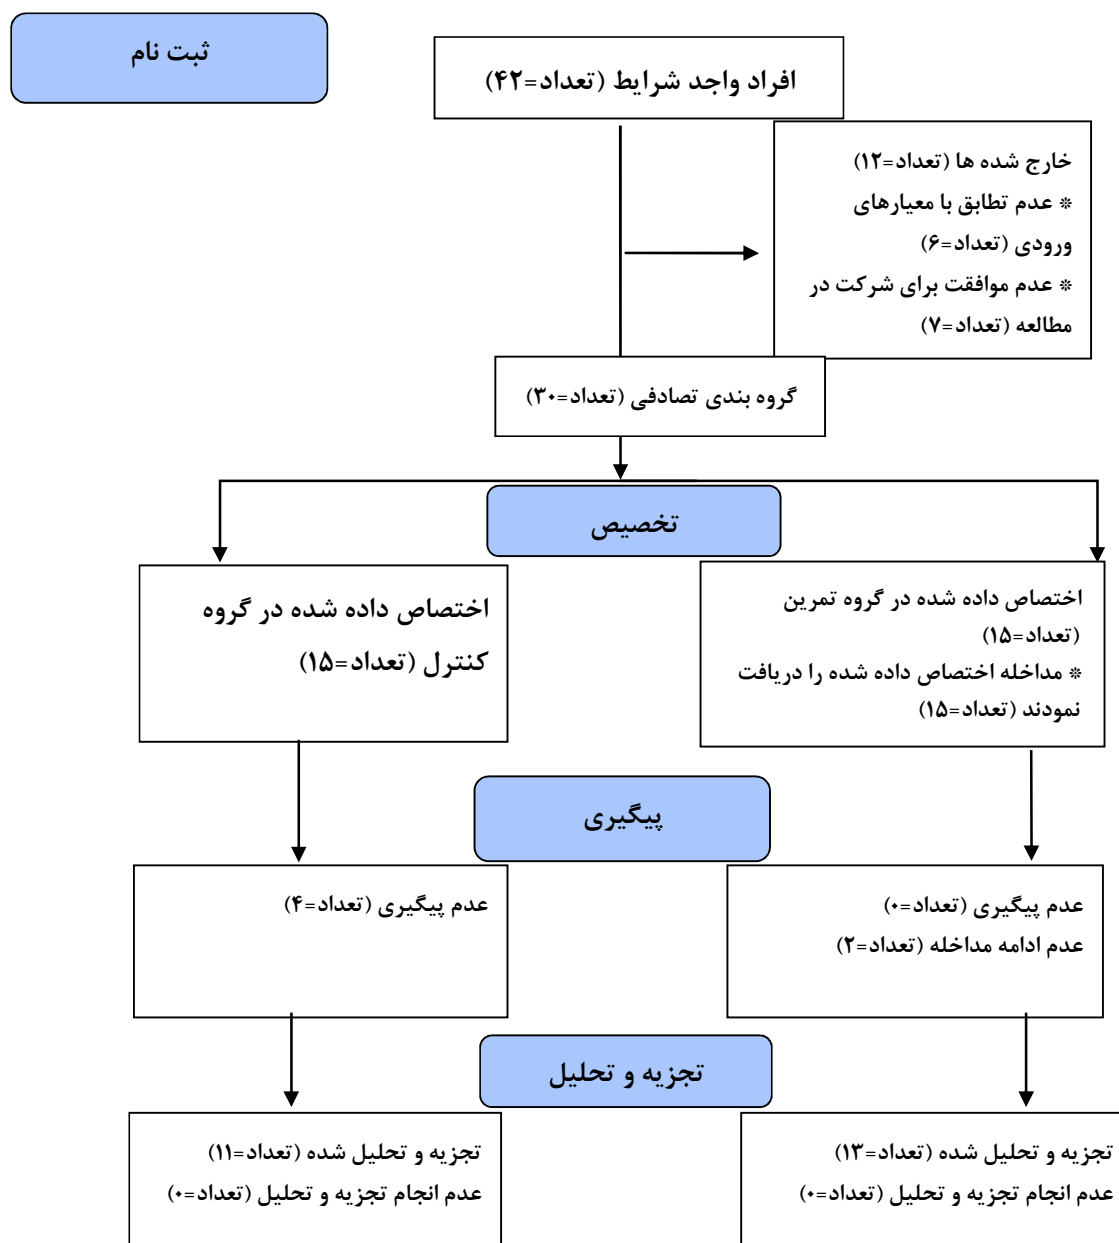 ثبت نام
افراد واجد شرایط (تعداد=۴۲)
خارج شده ها (تعداد=۱۲)
* عدم تطابق با معیارهای
ورودی (تعداد=۶)
* عدم موافقت برای شرکت در
مطالعه (تعداد=۷)
گروه بندی تصادفی (تعداد=۳۰)
تخصیص
اختصاص داده شده در گروه تمرین
(تعداد=۱۵)
* مداخله اختصاص داده شده را دریافت
نمودند (تعداد=۱۵)
اختصاص داده شده در گروه
کنترل (تعداد=۱۵)
پیگیری
عدم پیگیری (تعداد=۰)
عدم ادامه مداخله (تعداد=۲)
عدم پیگیری (تعداد=۴)
تجزیه و تحلیل
تجزیه و تحلیل شده (تعداد=۱۳)
عدم انجام تجزیه و تحلیل (تعداد=۰)
تجزیه و تحلیل شده (تعداد=۱۱)
عدم انجام تجزیه و تحلیل (تعداد=۰)